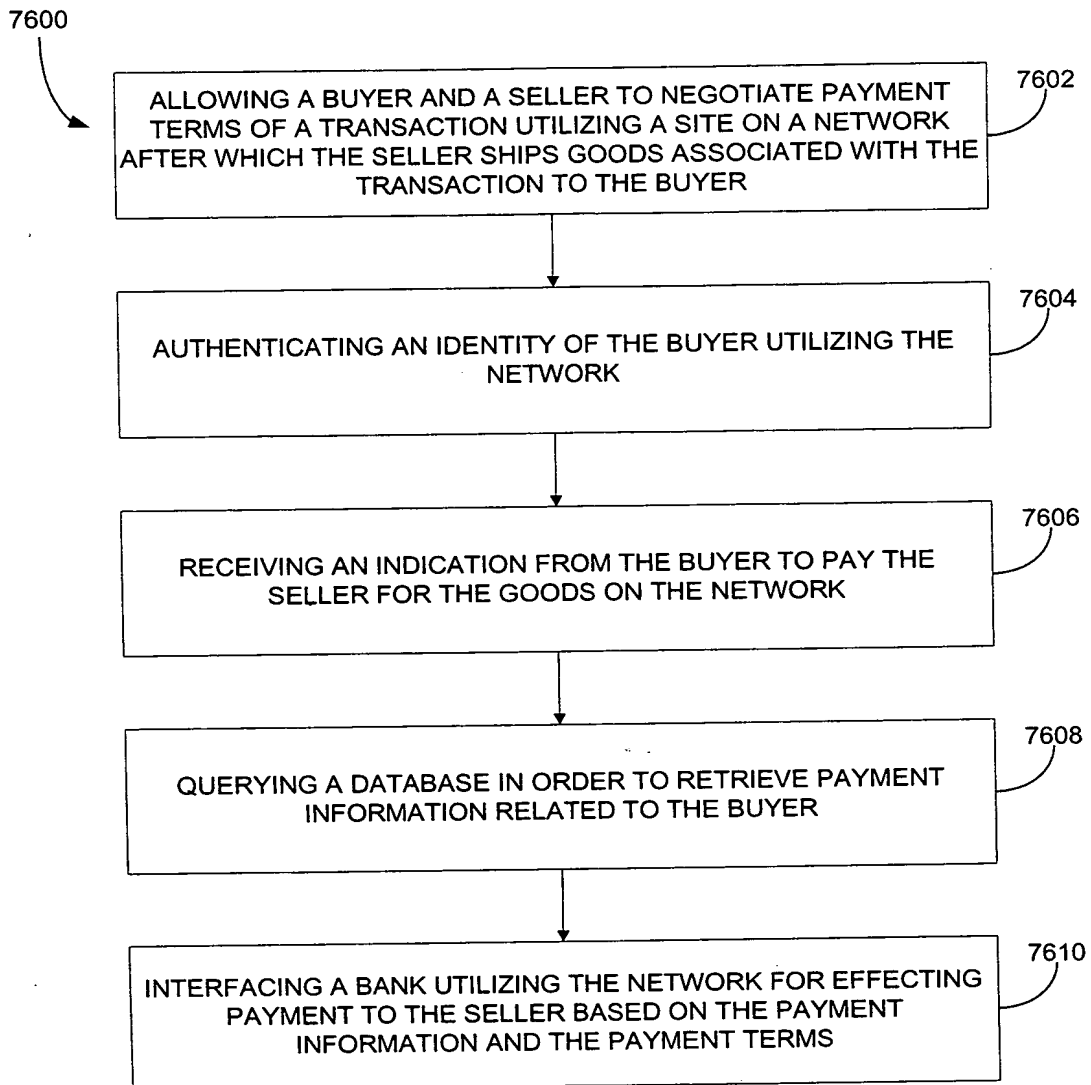 7600
ALLOWING A BUYER AND A SELLER TO NEGOTIATE PAYMENT
TERMS OF A TRANSACTION UTILIZING A SITE ON A NETWORK
AFTER WHICH THE SELLER SHIPS GOODS ASSOCIATED WITH THE
TRANSACTION TO THE BUYER
7602
AUTHENTICATING AN IDENTITY OF THE BUYER UTILIZING THE
NETWORK
7604
RECEIVING AN INDICATION FROM THE BUYER TO PAY THE
SELLER FOR THE GOODS ON THE NETWORK
7606
QUERYING A DATABASE IN ORDER TO RETRIEVE PAYMENT
INFORMATION RELATED TO THE BUYER
7608
INTERFACING A BANK UTILIZING THE NETWORK FOR EFFECTING
PAYMENT TO THE SELLER BASED ON THE PAYMENT
INFORMATION AND THE PAYMENT TERMS
7610